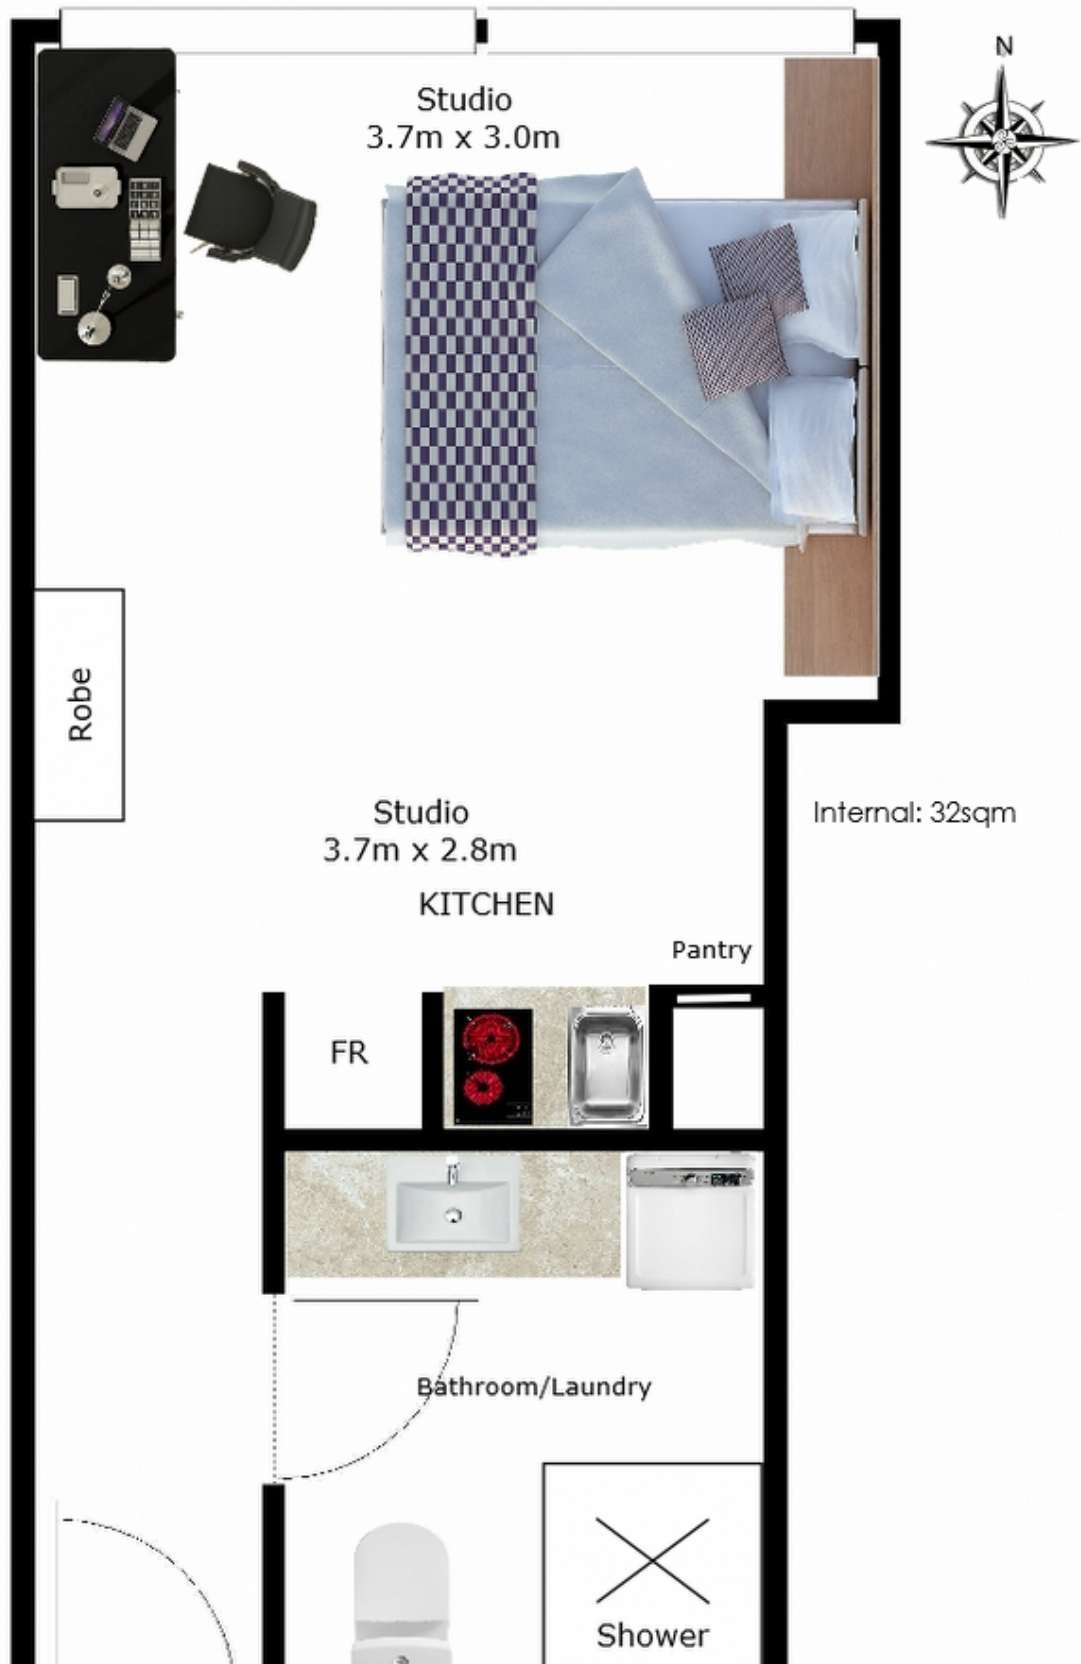 N
Studio
3.7m x 3.0m
Robe
Studio
3.7m x 2.8m
Internal: 32sqm
KITCHEN
Pantry
FR
Bathroom/Laundry
Shower